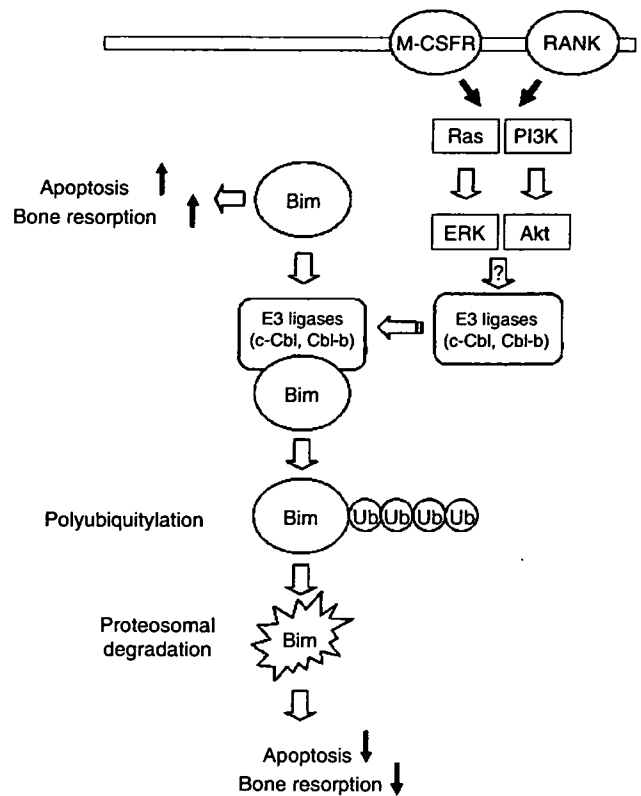 M-CSFR RANK
Ras PI3K
Apoptosis
Bone resorption
Bim
ERK Akt
?
E3 ligases
(c-Cbl, Cbl-b)
E3 ligases
(c-Cbl, Cbl-b)
Bim
Polyubiquitylation
Bim
Ub Ub Ub Ub
Proteosomal
degradation
Bim
Apoptosis
Bone resorption